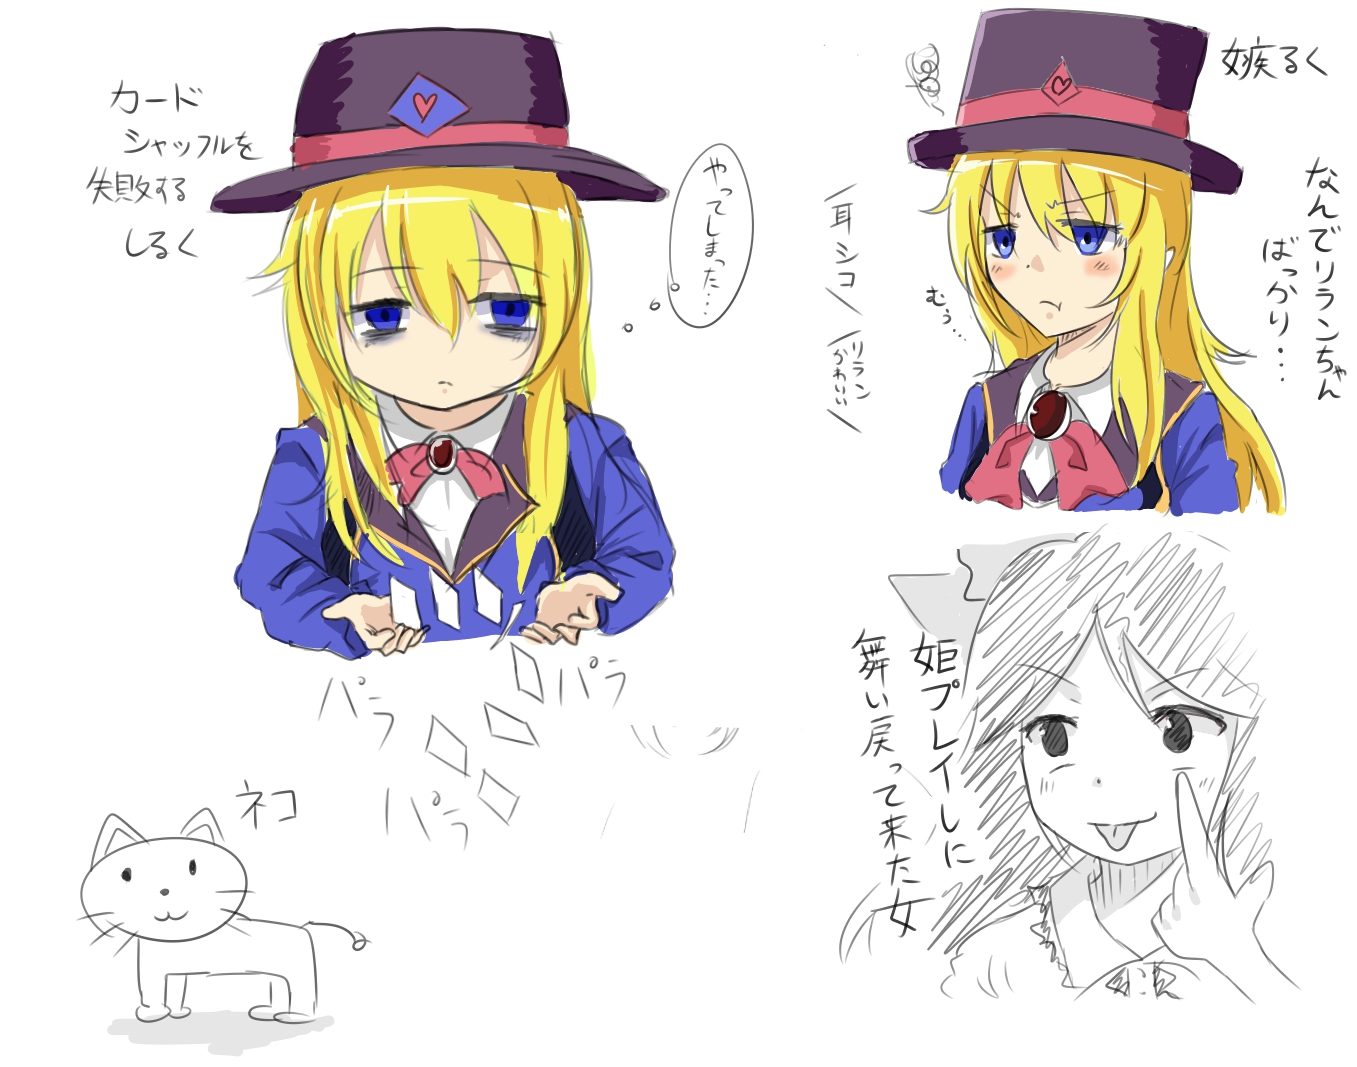 カード
シャッフルを
失敗する
しるく
やってしまった…
嫉るく
なんでリランちゃん
ばっかり…
耳シコ
リラン
かわいい
むぅ…
パラ
パラ
パラ
ネコ
姫プレイしに
舞い戻って来た女